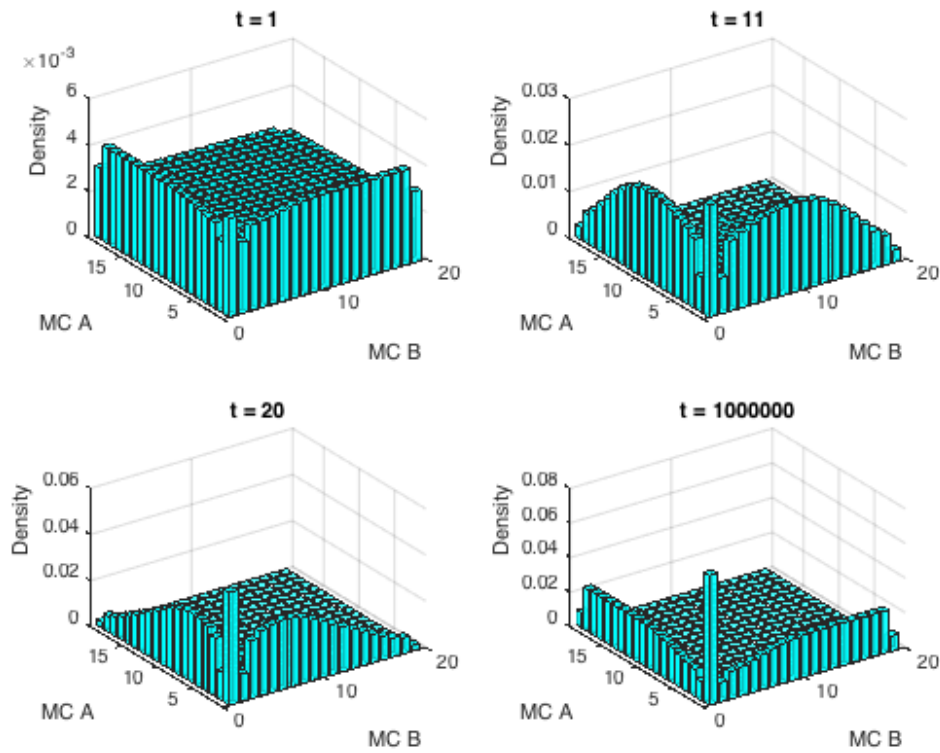 t = 1
×10⁻³
6
4
2
0
Density
15
10
5
MC A
0
10
20
MC B
t = 11
0.03
0.02
0.01
0
Density
15
10
5
MC A
0
10
20
MC B
t = 20
0.06
0.04
0.02
0
Density
15
10
5
MC A
0
10
20
MC B
t = 1000000
0.08
0.06
0.04
0.02
0
Density
15
10
5
MC A
0
10
20
MC B